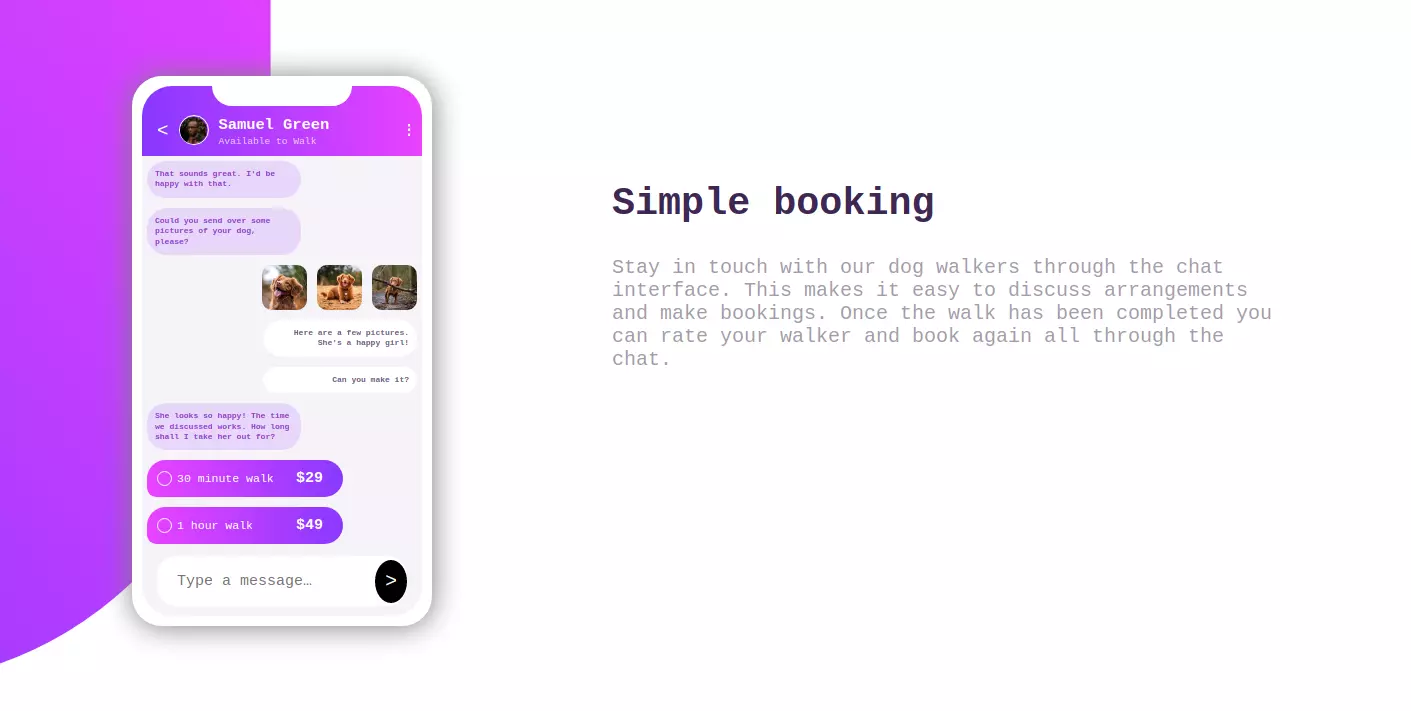 < Samuel Green
Available to Walk
That sounds great. I'd be
happy with that.
Could you send over some
pictures of your dog,
please?
Here are a few pictures.
She's a happy girl!
Can you make it?
She looks so happy! The time
we discussed works. How long
shall I take her out for?
30 minute walk $29
1 hour walk $49
Type a message… >
Simple booking
Stay in touch with our dog walkers through the chat
interface. This makes it easy to discuss arrangements
and make bookings. Once the walk has been completed you
can rate your walker and book again all through the
chat.